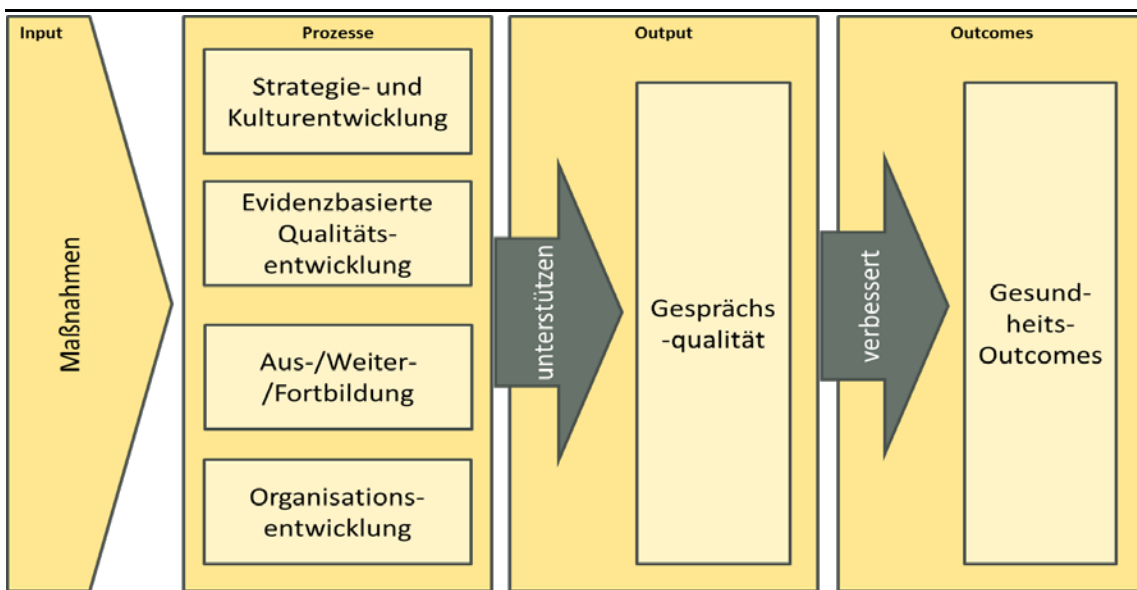 Input
Maßnahmen
Prozesse
Strategie- und
Kulturentwicklung
Evidenzbasierte
Qualitäts-
entwicklung
Aus-/Weiter-
/Fortbildung
Organisations-
entwicklung
unterstützen
Output
Gesprächs
-qualität
verbessert
Outcomes
Gesund-
heits-
Outcomes